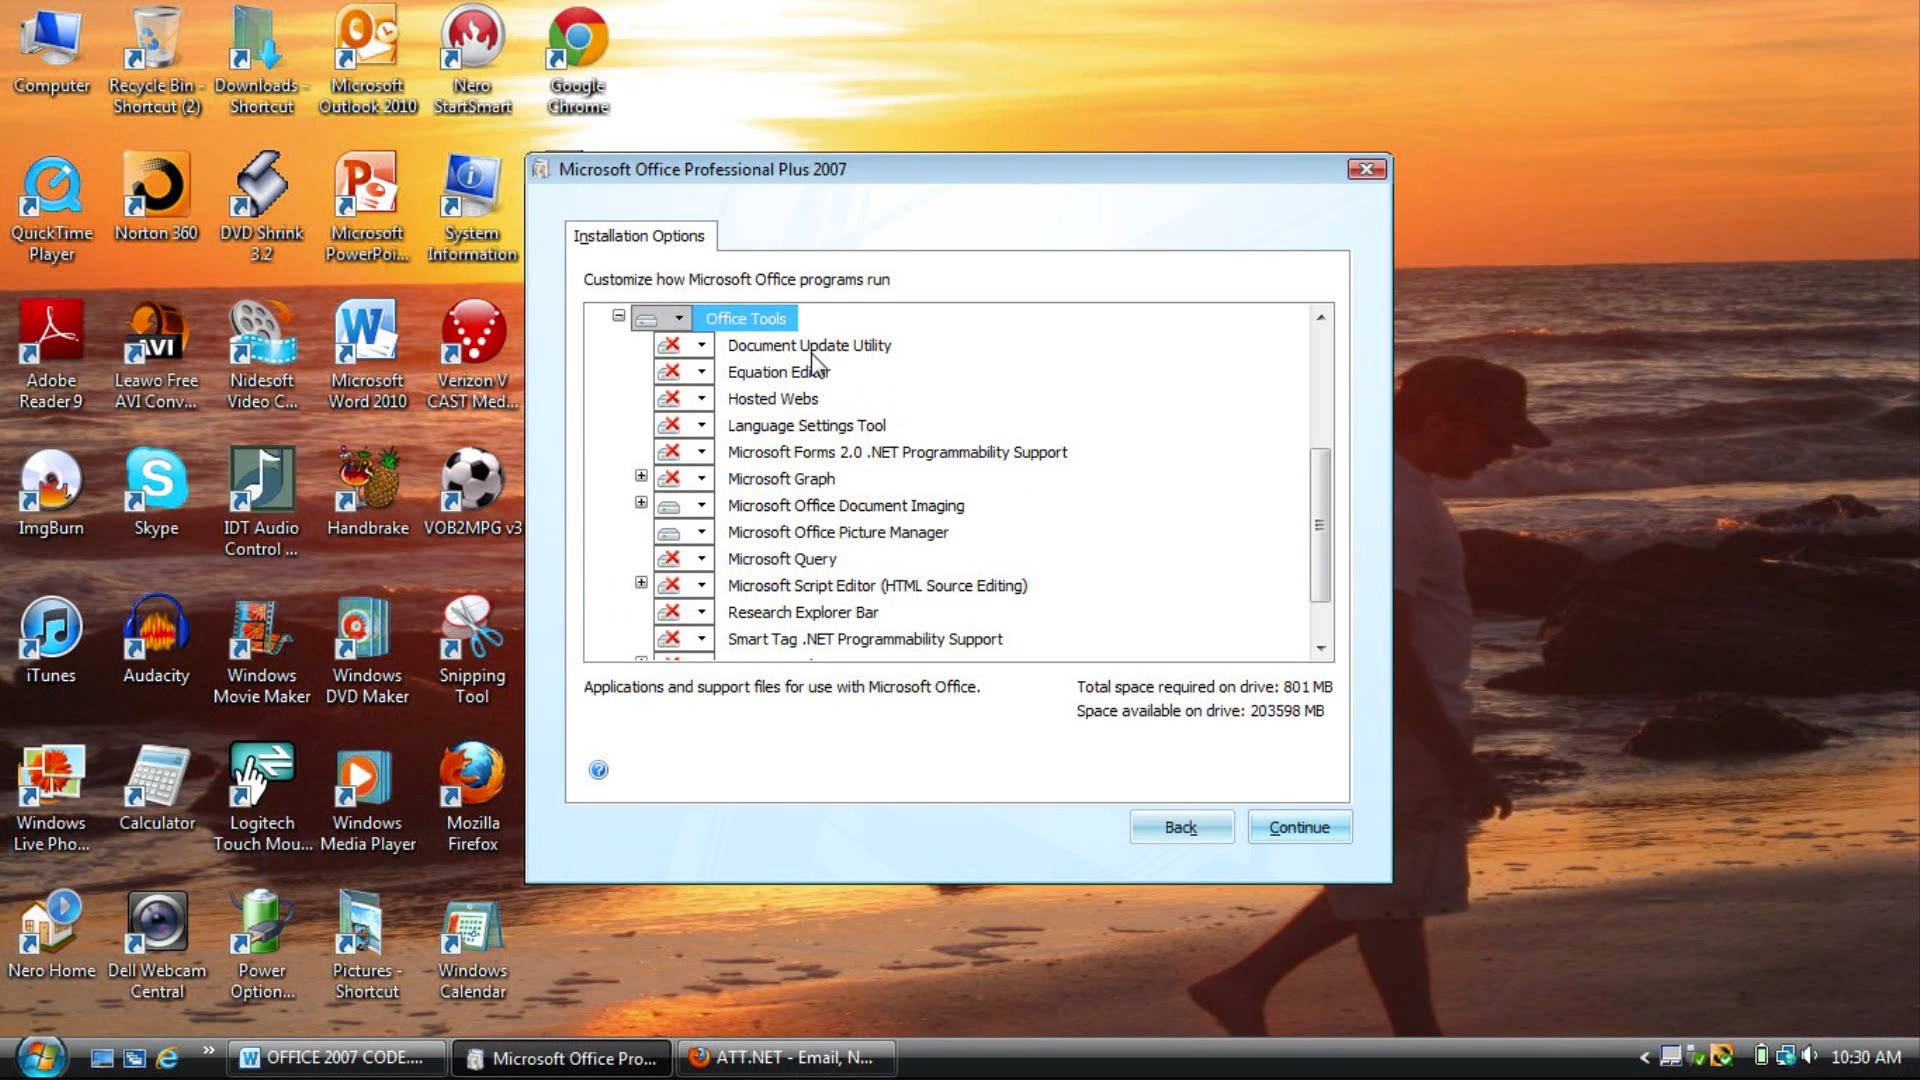 Computer
Recycle Bin -
Shortcut (2)
Downloads -
Shortcut
Microsoft
Outlook 2010
Nero
StartSmart
Google
Chrome
QuickTime
Player
Norton 360
DVD Shrink
3.2
Microsoft
PowerPoi...
System
Information
Adobe
Reader 9
AVI
Leawo Free
AVI Conv...
Nidesoft
Video C...
Microsoft
Word 2010
Verizon V
CAST Med...
ImgBurn
Skype
IDT Audio
Control ...
Handbrake
VOB2MPG v3
iTunes
Audacity
Windows
Movie Maker
Windows
DVD Maker
Snipping
Tool
Windows
Live Pho...
Calculator
Logitech
Touch Mou...
Windows
Media Player
Mozilla
Firefox
Nero Home
Dell Webcam
Central
Power
Option...
Pictures -
Shortcut
Windows
Calendar
Microsoft Office Professional Plus 2007
Installation Options
Customize how Microsoft Office programs run
Office Tools
Document Update Utility
Equation Editor
Hosted Webs
Language Settings Tool
Microsoft Forms 2.0 .NET Programmability Support
Microsoft Graph
Microsoft Office Document Imaging
Microsoft Office Picture Manager
Microsoft Query
Microsoft Script Editor (HTML Source Editing)
Research Explorer Bar
Smart Tag .NET Programmability Support
Applications and support files for use with Microsoft Office.
Total space required on drive: 801 MB
Space available on drive: 203598 MB
Back
Continue
OFFICE 2007 CODE....
Microsoft Office Pro...
ATT.NET - Email, N...
10:30 AM